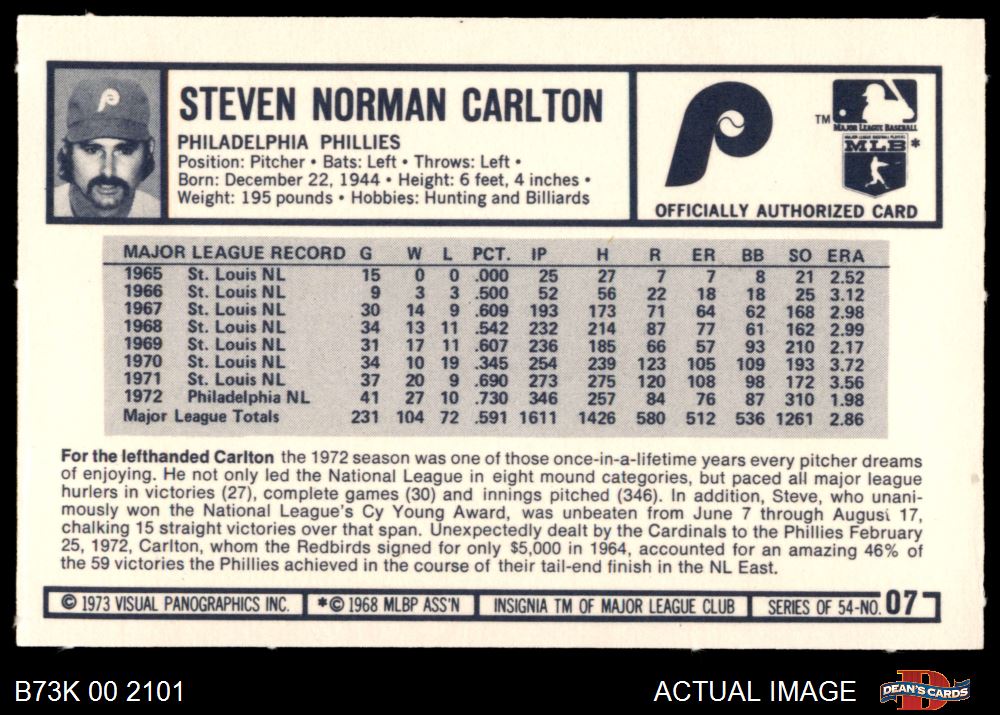 STEVEN NORMAN CARLTON
PHILADELPHIA PHILLIES
Position: Pitcher • Bats: Left • Throws: Left •
Born: December 22, 1944 • Height: 6 feet, 4 inches •
Weight: 195 pounds • Hobbies: Hunting and Billiards
P
P
TM
MAJOR LEAGUE BASEBALL
MLB *
OFFICIALLY AUTHORIZED CARD
MAJOR LEAGUE RECORD G W L PCT. IP H R ER BB SO ERA
1965 St. Louis NL 15 0 0 .000 25 27 7 7 8 21 2.52
1966 St. Louis NL 9 3 3 .500 52 56 22 18 18 25 3.12
1967 St. Louis NL 30 14 9 .609 193 173 71 64 62 168 2.98
1968 St. Louis NL 34 13 11 .542 232 214 87 77 61 162 2.99
1969 St. Louis NL 31 17 11 .607 236 185 66 57 93 210 2.17
1970 St. Louis NL 34 10 19 .345 254 239 123 105 109 193 3.72
1971 St. Louis NL 37 20 9 .690 273 275 120 108 98 172 3.56
1972 Philadelphia NL 41 27 10 .730 346 257 84 76 87 310 1.98
Major League Totals 231 104 72 .591 1611 1426 580 512 536 1261 2.86
For the lefthanded Carlton the 1972 season was one of those once-in-a-lifetime years every pitcher dreams
of enjoying. He not only led the National League in eight mound categories, but paced all major league
hurlers in victories (27), complete games (30) and innings pitched (346). In addition, Steve, who unani-
mously won the National League's Cy Young Award, was unbeaten from June 7 through August 17,
chalking 15 straight victories over that span. Unexpectedly dealt by the Cardinals to the Phillies February
25, 1972, Carlton, whom the Redbirds signed for only $5,000 in 1964, accounted for an amazing 46% of
the 59 victories the Phillies achieved in the course of their tail-end finish in the NL East.
© 1973 VISUAL PANOGRAPHICS INC. *© 1968 MLBP ASS'N INSIGNIA TM OF MAJOR LEAGUE CLUB SERIES OF 54-NO. 07
B73K 00 2101 ACTUAL IMAGE DEAN'S CARDS